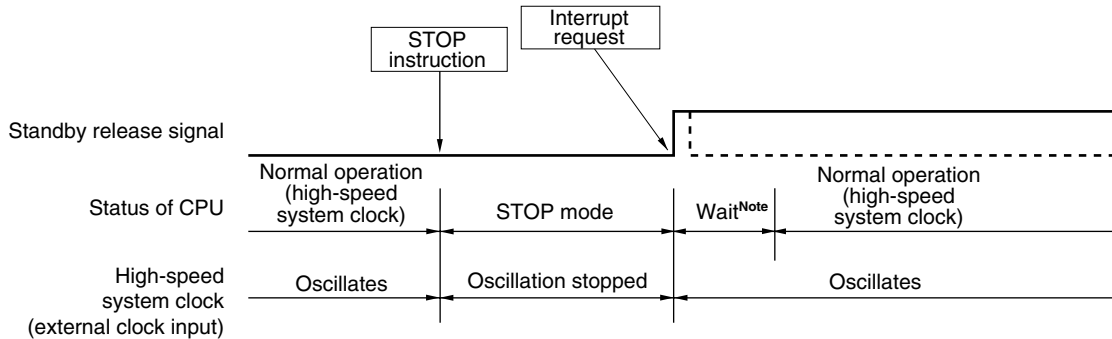 STOP
instruction
Interrupt
request
Standby release signal
Status of CPU
Normal operation
(high-speed
system clock)
STOP mode
WaitNote
Normal operation
(high-speed
system clock)
High-speed
system clock
(external clock input)
Oscillates
Oscillation stopped
Oscillates